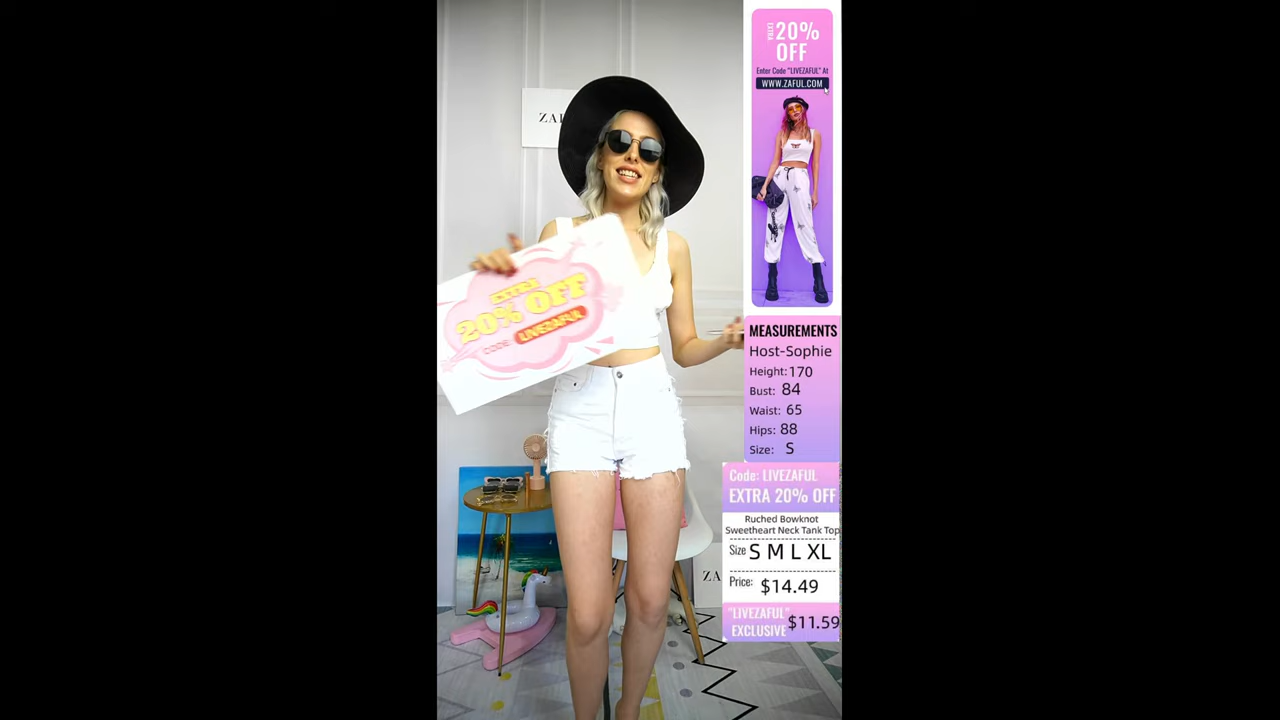 EXTRA
20%
OFF
Enter Code "LIVEZAFUL" At
WWW.ZAFUL.COM
ZA
EXTRA
20% OFF
CODE: LIVEZAFUL
MEASUREMENTS
Host-Sophie
Height: 170
Bust: 84
Waist: 65
Hips: 88
Size: S
Code: LIVEZAFUL
EXTRA 20% OFF
Ruched Bowknot
Sweetheart Neck Tank Top
Size S M L XL
Price: $14.49
"LIVEZAFUL"
EXCLUSIVE $11.59
ZA